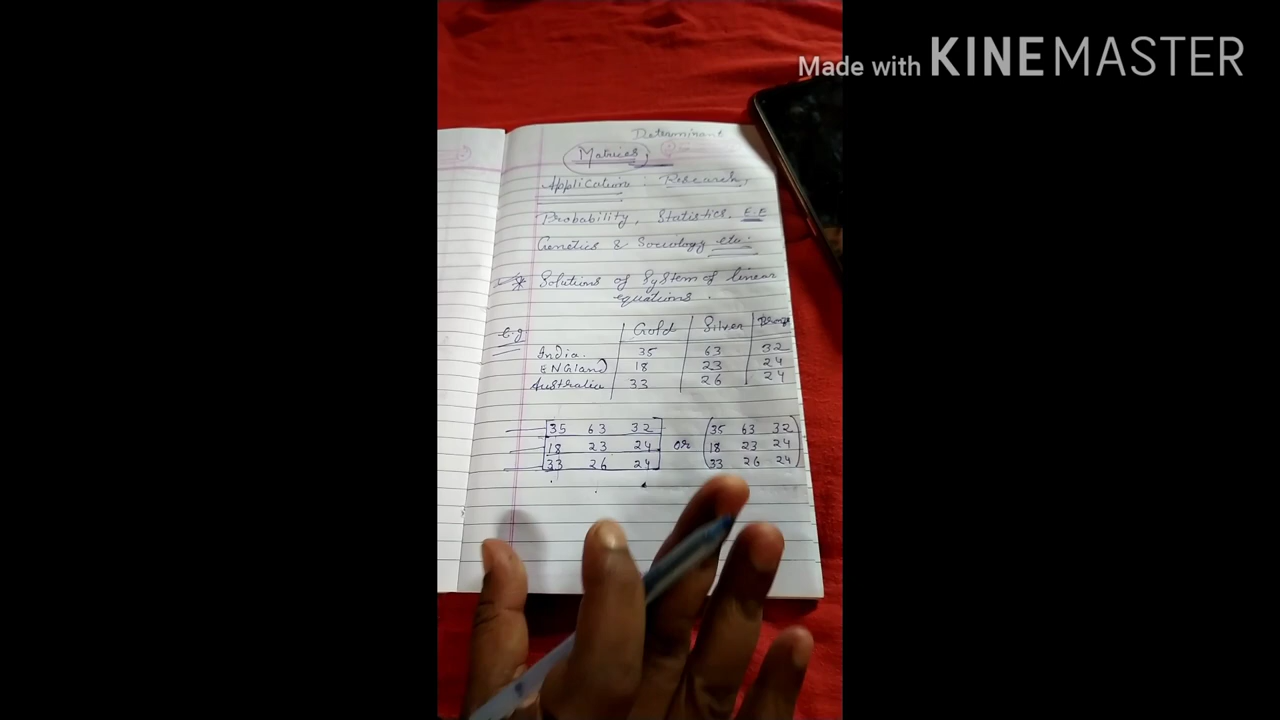 Made with KINEMASTER
Determinant
Matrices
Application : Research,
Probability, Statistics. E.E
Genetics & Sociology etc.
* Solutions of System of linear
equations.
E.g Gold Silver Bronze
India. 35 63 32
ENGLAND 18 23 24
Australia 33 26 24
35 63 32 or 35 63 32
18 23 24 18 23 24
33 26 24 33 26 24